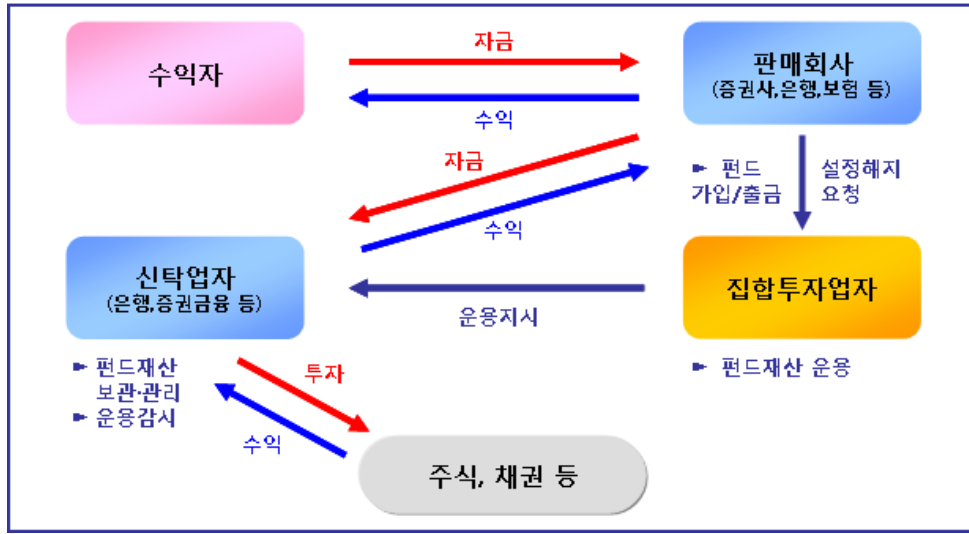 수익자
자금
수익
판매회사
(증권사,은행,보험 등)
자금
수익
► 펀드
가입/출금
설정해지
요청
신탁업자
(은행,증권금융 등)
운용지시
집합투자업자
► 펀드재산
보관·관리
► 운용감시
투자
수익
► 펀드재산 운용
주식, 채권 등